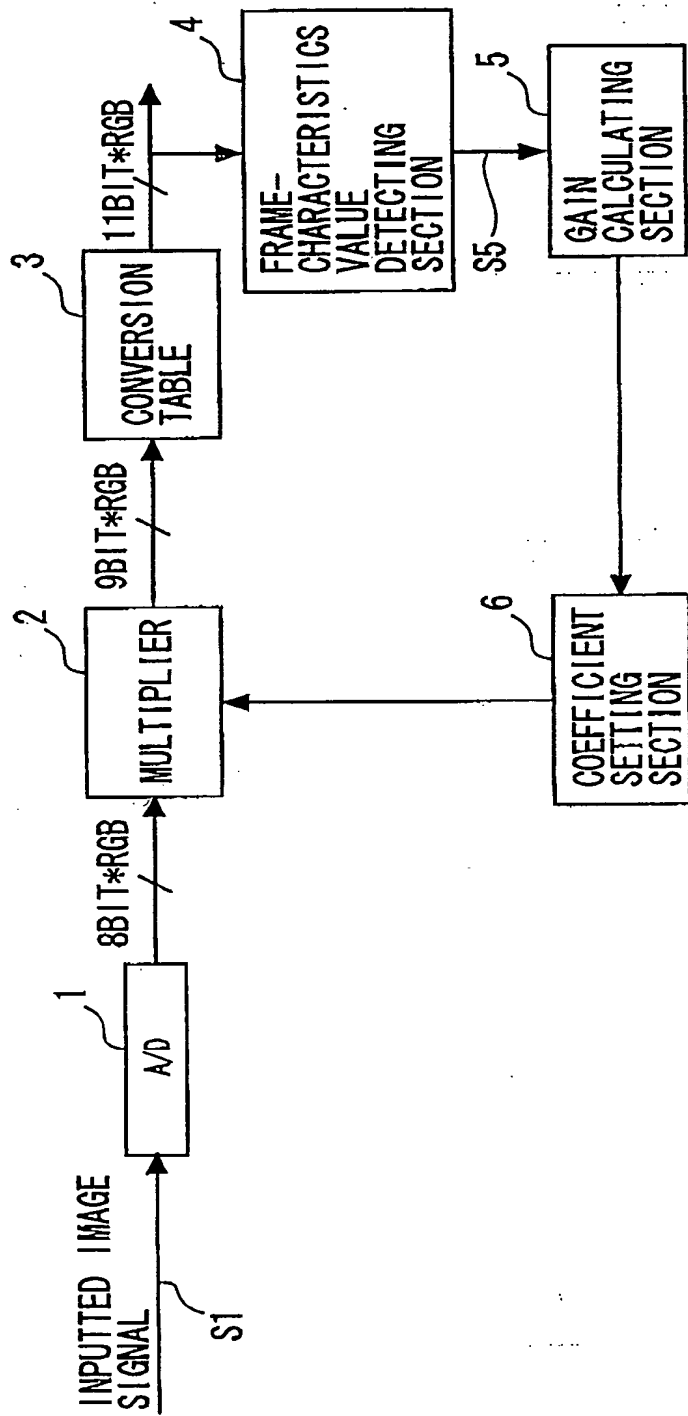 INPUTTED IMAGE
SIGNAL
S1
1
A/D
8BIT*RGB
2
MULTIPLIER
9BIT*RGB
3
CONVERSION
TABLE
11BIT*RGB
4
FRAME-
CHARACTERISTICS
VALUE
DETECTING
SECTION
S5
5
GAIN
CALCULATING
SECTION
6
COEFFICIENT
SETTING
SECTION